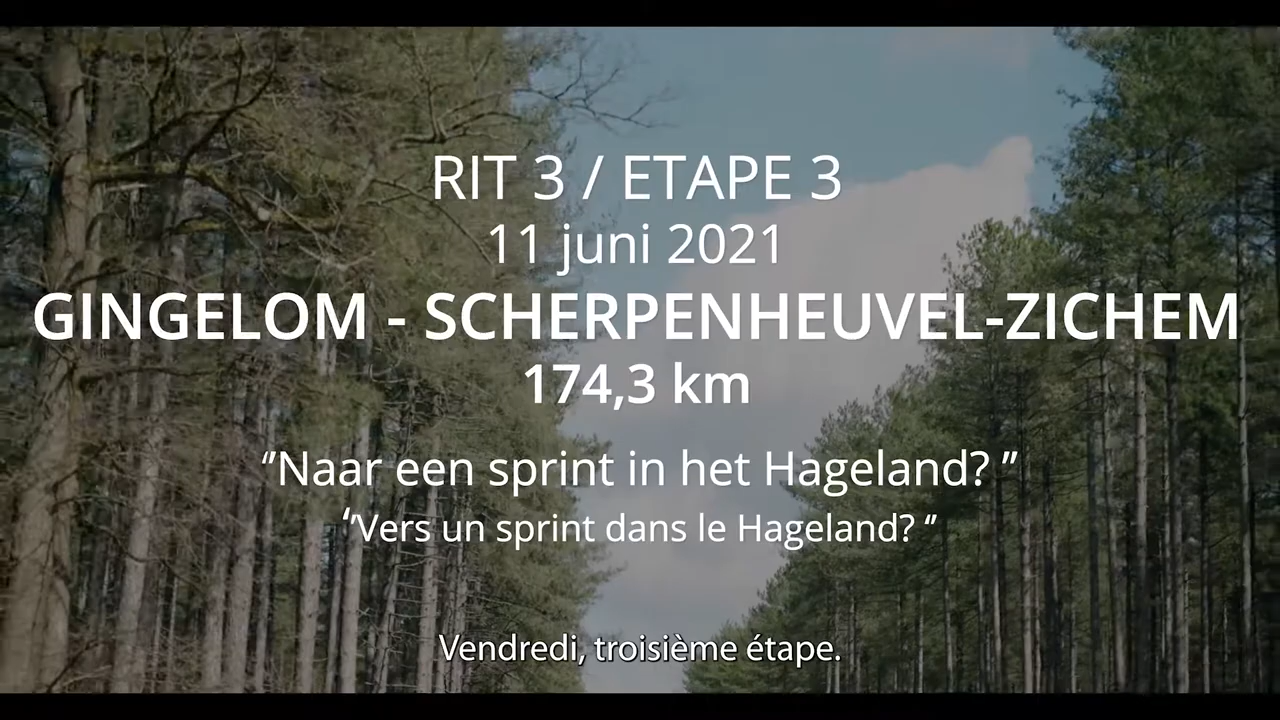 RIT 3 / ETAPE 3
11 juni 2021
GINGELOM - SCHERPENHEUVEL-ZICHEM
174,3 km
”Naar een sprint in het Hageland? ”
‘”Vers un sprint dans le Hageland? ‘’
Vendredi, troisième étape.